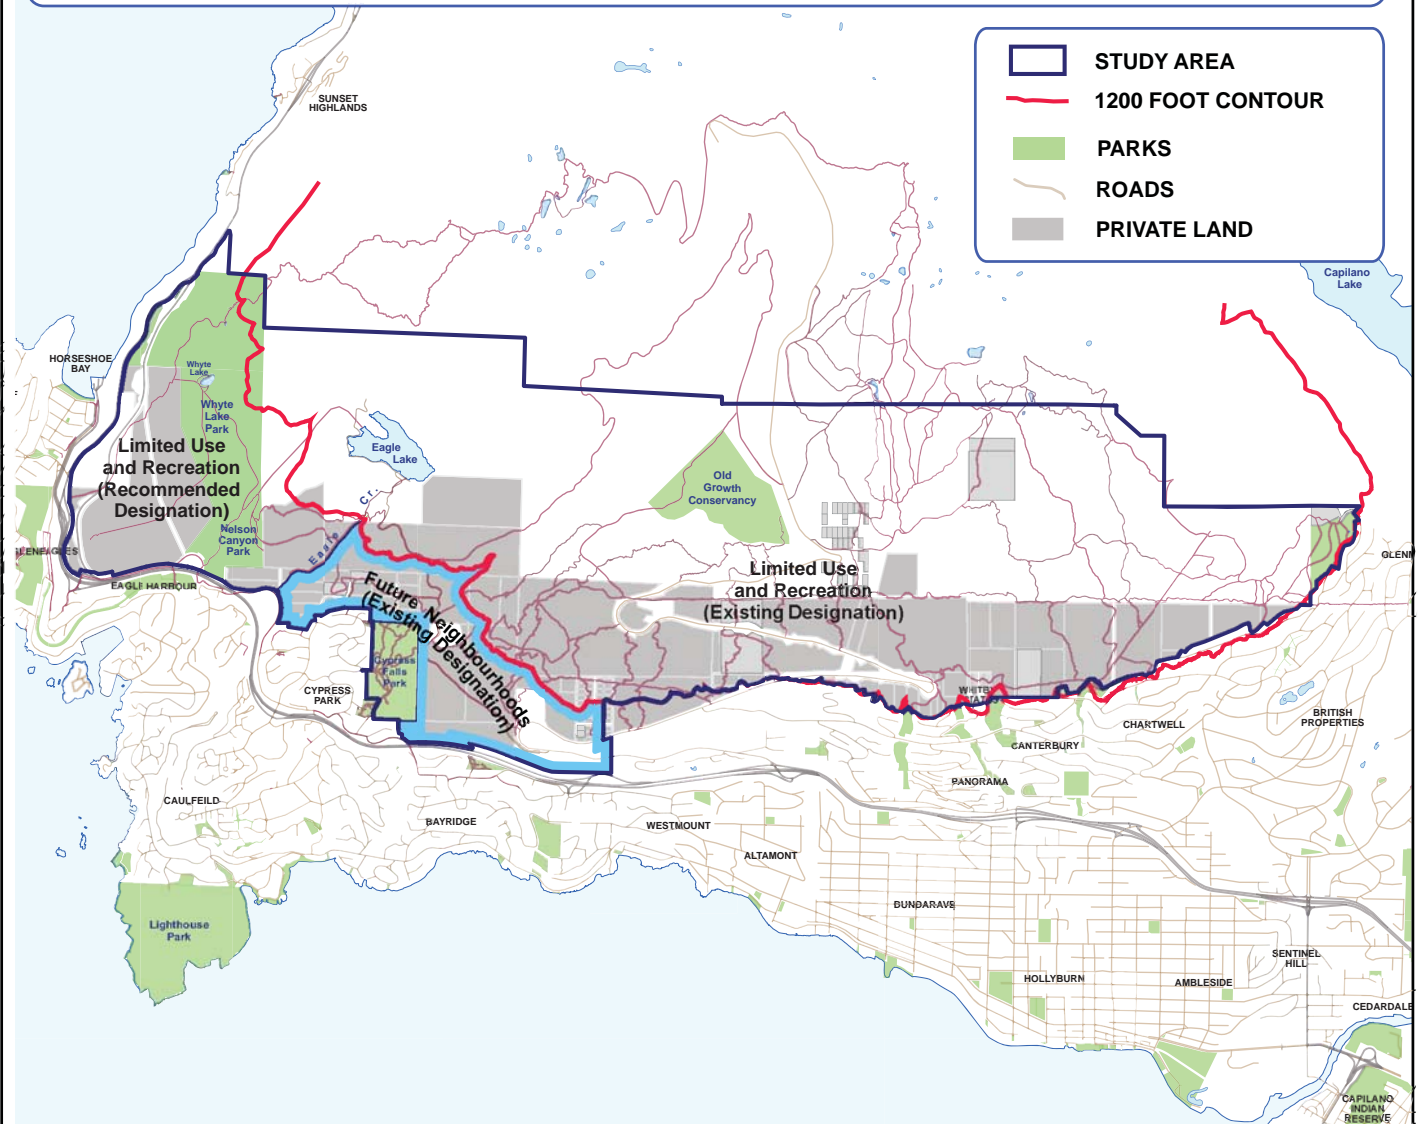 STUDY AREA
1200 FOOT CONTOUR
PARKS
ROADS
PRIVATE LAND
SUNSET
HIGHLANDS
Capilano
Lake
HORSESHOE
BAY
Whyte
Lake
Whyte
Lake
Park
Limited Use
and Recreation
(Recommended
Designation)
Eagle
Lake
Eagle Cr.
Old
Growth
Conservancy
Nelson
Canyon
Park
EAGLE HARBOUR
Limited Use
and Recreation
(Existing Designation)
Future Neighbourhoods
(Existing Designation)
Cypress
Falls
Park
CYPRESS
PARK
CHARTWELL
BRITISH
PROPERTIES
CANTERBURY
PANORAMA
CAULFEILD
BAYRIDGE
WESTMOUNT
ALTAMONT
DUNDARAVE
Lighthouse
Park
HOLLYBURN
AMBLESIDE
SENTINEL
HILL
CEDARDALE
CAPILANO
INDIAN
RESERVE